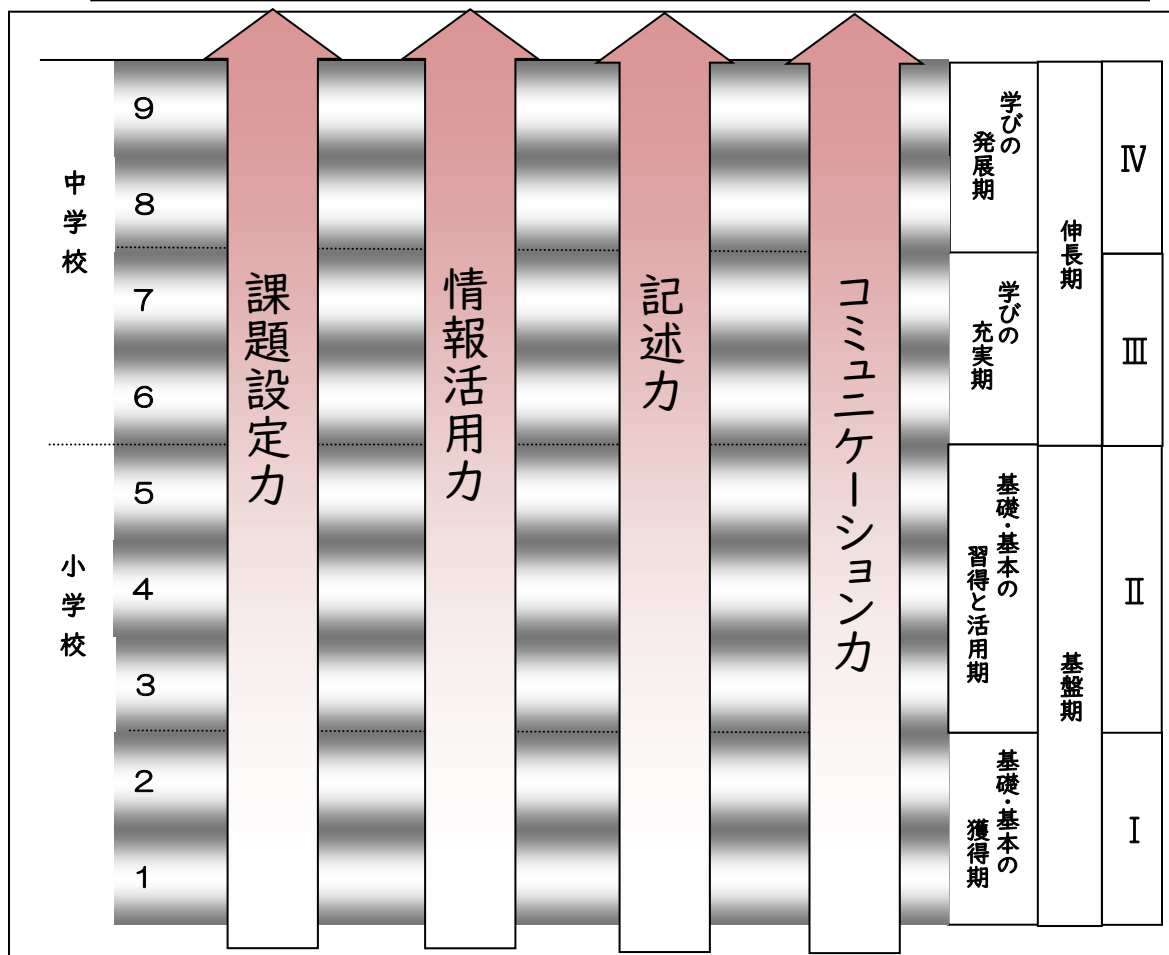 中学校
小学校
9
8
7
6
5
4
3
2
1
課題設定力
情報活用力
記述力
コミュニケーション力
学びの
発展期
学びの
充実期
基礎・基本の
習得と活用期
基礎・基本の
獲得期
伸長期
基盤期
Ⅳ
Ⅲ
Ⅱ
Ⅰ